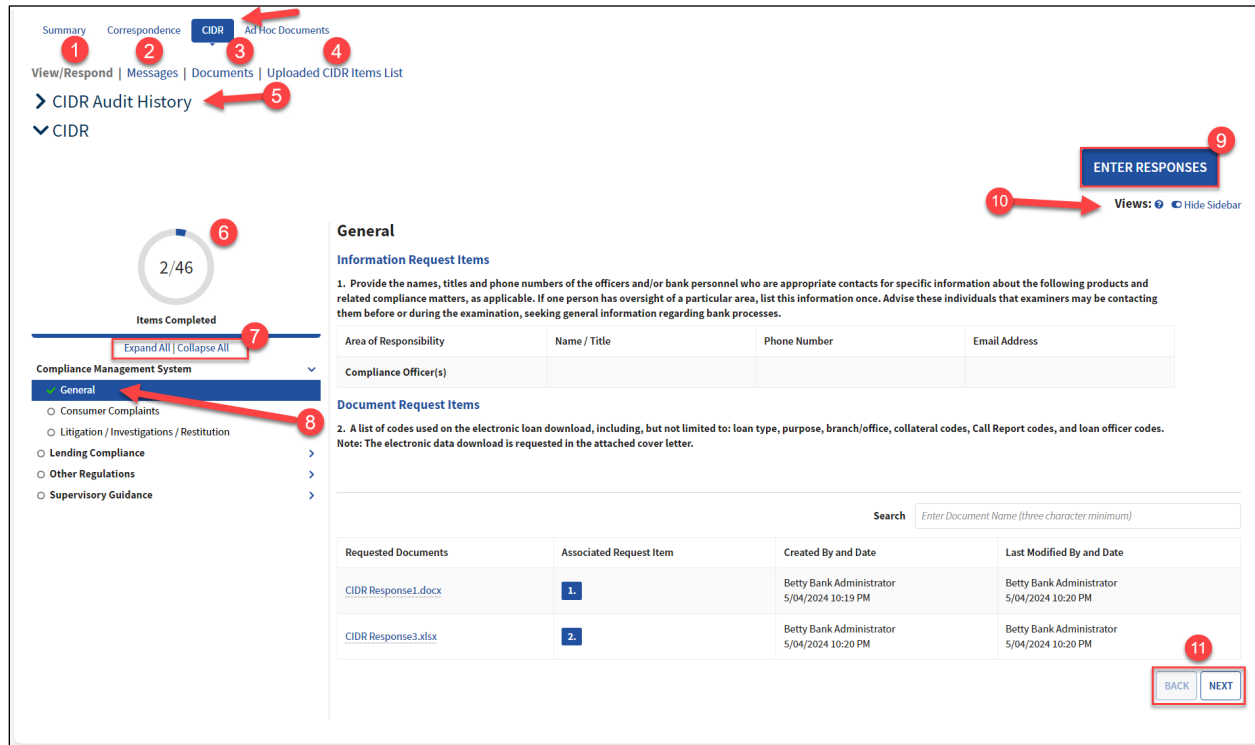 Summary Correspondence CIDR Ad Hoc Documents
1 2 3 4
View/Respond | Messages | Documents | Uploaded CIDR Items List
CIDR Audit History 5
CIDR
9
ENTER RESPONSES
10 Views: ? Hide Sidebar
6
2/46
Items Completed
7
Expand All | Collapse All
Compliance Management System
General
8
Consumer Complaints
Litigation / Investigations / Restitution
Lending Compliance
Other Regulations
Supervisory Guidance
General
Information Request Items
1. Provide the names, titles and phone numbers of the officers and/or bank personnel who are appropriate contacts for specific information about the following products and
related compliance matters, as applicable. If one person has oversight of a particular area, list this information once. Advise these individuals that examiners may be contacting
them before or during the examination, seeking general information regarding bank processes.
Area of Responsibility Name / Title Phone Number Email Address
Compliance Officer(s)
Document Request Items
2. A list of codes used on the electronic loan download, including, but not limited to: loan type, purpose, branch/office, collateral codes, Call Report codes, and loan officer codes.
Note: The electronic data download is requested in the attached cover letter.
Search Enter Document Name (three character minimum)
Requested Documents Associated Request Item Created By and Date Last Modified By and Date
CIDR Response1.docx 1. Betty Bank Administrator Betty Bank Administrator
5/04/2024 10:19 PM 5/04/2024 10:20 PM
CIDR Response3.xlsx 2. Betty Bank Administrator Betty Bank Administrator
5/04/2024 10:20 PM 5/04/2024 10:20 PM
11
BACK NEXT